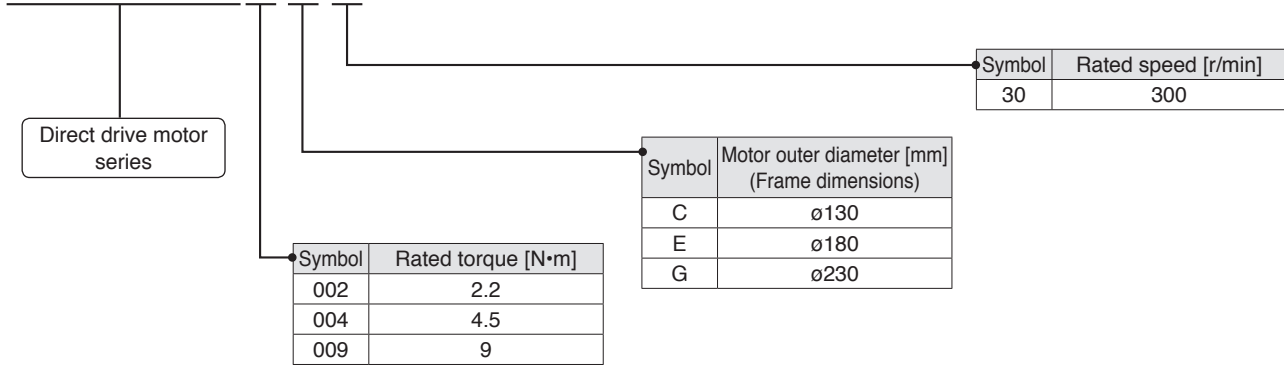 Symbol Rated speed [r/min]
30 300
Direct drive motor
series
Symbol Motor outer diameter [mm]
(Frame dimensions)
C ø130
E ø180
G ø230
Symbol Rated torque [N•m]
002 2.2
004 4.5
009 9